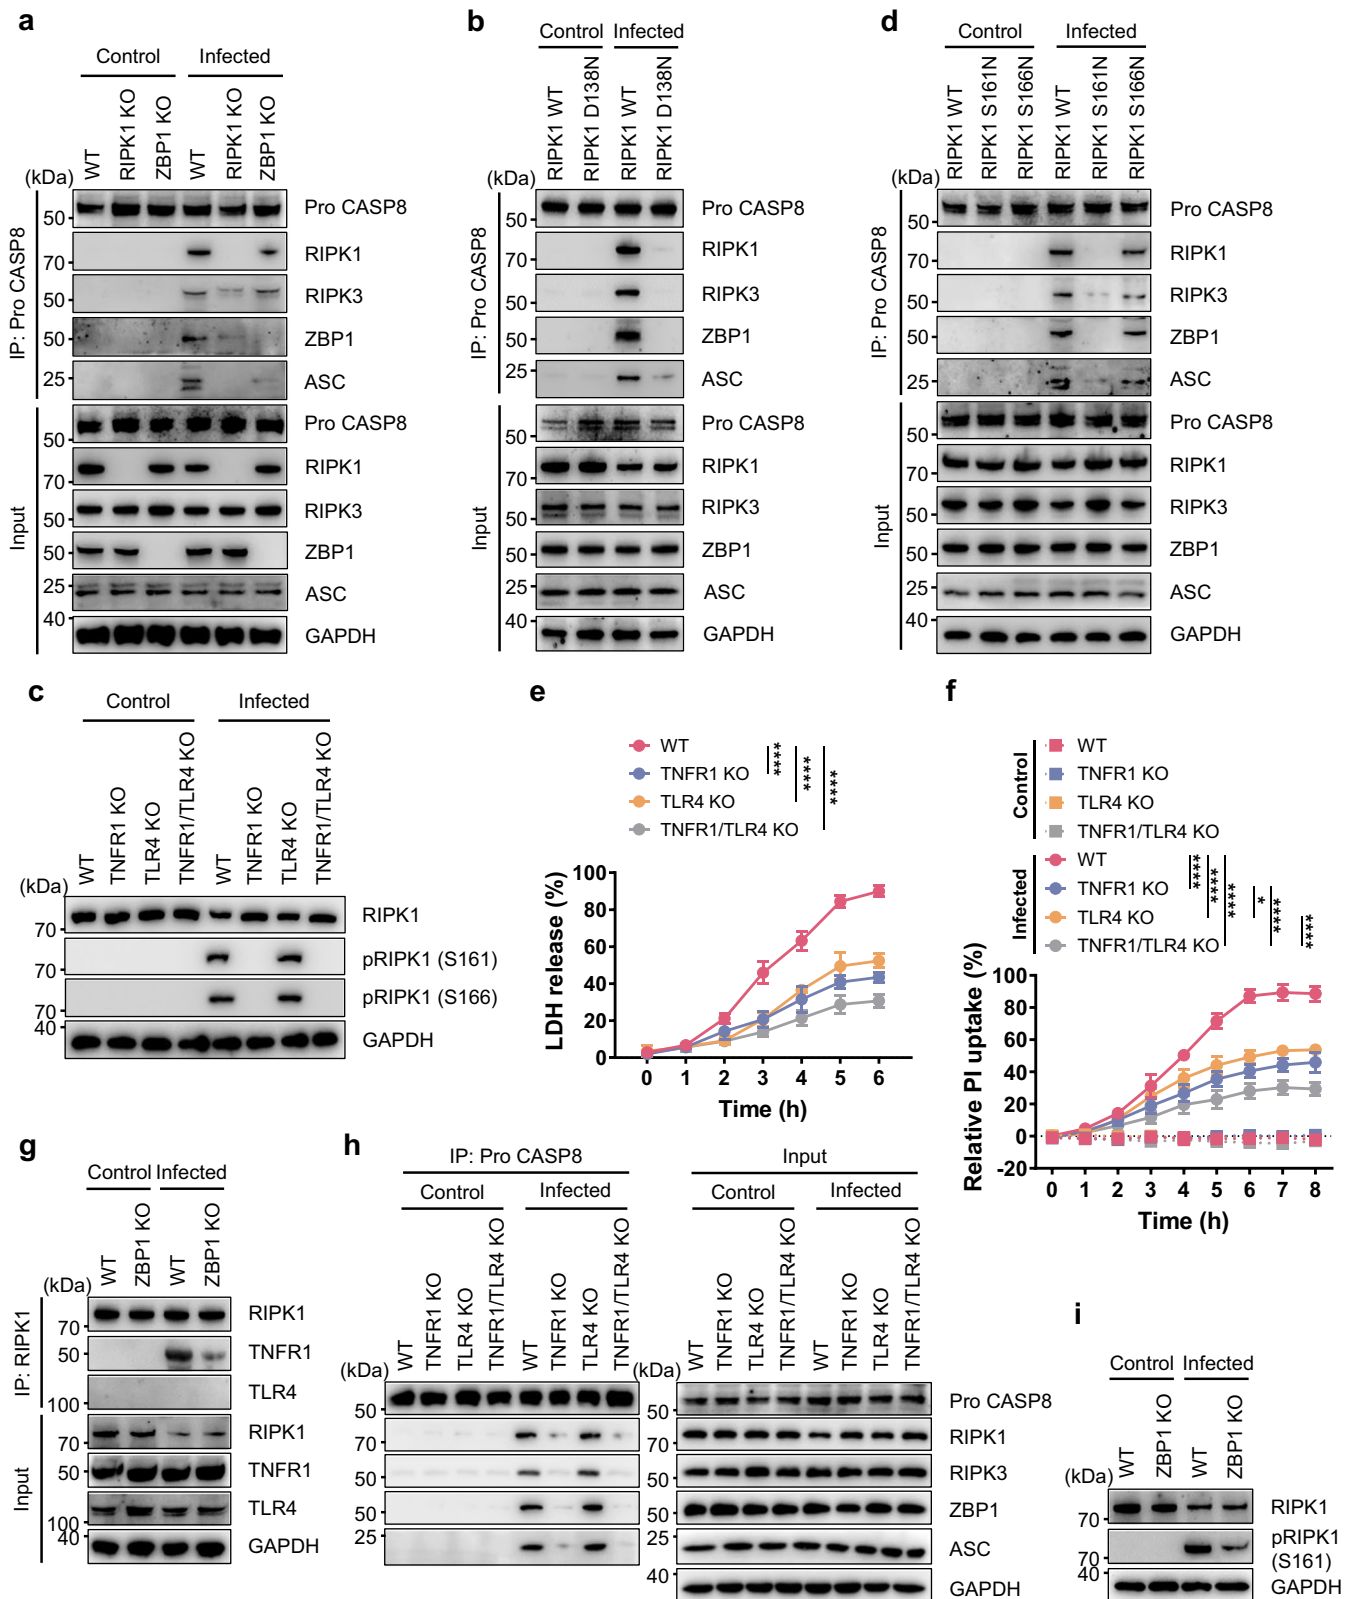 a
Control Infected
WT
RIPK1 KO
ZBP1 KO
WT
RIPK1 KO
ZBP1 KO
(kDa)
IP: Pro CASP8
50 Pro CASP8
70 RIPK1
50 RIPK3
50 ZBP1
25 ASC
Input
50 Pro CASP8
70 RIPK1
50 RIPK3
50 ZBP1
25 ASC
40 GAPDH
b
Control Infected
RIPK1 WT
RIPK1 D138N
RIPK1 WT
RIPK1 D138N
(kDa)
IP: Pro CASP8
50 Pro CASP8
70 RIPK1
50 RIPK3
50 ZBP1
25 ASC
Input
50 Pro CASP8
70 RIPK1
50 RIPK3
50 ZBP1
25 ASC
40 GAPDH
d
Control Infected
RIPK1 WT
RIPK1 S161N
RIPK1 S166N
RIPK1 WT
RIPK1 S161N
RIPK1 S166N
(kDa)
IP: Pro CASP8
50 Pro CASP8
70 RIPK1
50 RIPK3
50 ZBP1
25 ASC
Input
50 Pro CASP8
70 RIPK1
50 RIPK3
50 ZBP1
25 ASC
40 GAPDH
c
Control Infected
WT
TNFR1 KO
TLR4 KO
TNFR1/TLR4 KO
WT
TNFR1 KO
TLR4 KO
TNFR1/TLR4 KO
(kDa)
70 RIPK1
70 pRIPK1 (S161)
70 pRIPK1 (S166)
40 GAPDH
e
WT
TNFR1 KO
TLR4 KO
TNFR1/TLR4 KO
****
****
****
LDH release (%)
100
80
60
40
20
0
0 1 2 3 4 5 6
Time (h)
f
Control
WT
TNFR1 KO
TLR4 KO
TNFR1/TLR4 KO
Infected
WT
TNFR1 KO
TLR4 KO
TNFR1/TLR4 KO
****
****
****
*
****
****
Relative PI uptake (%)
100
80
60
40
20
0
-20
0 1 2 3 4 5 6 7 8
Time (h)
g
Control Infected
WT
ZBP1 KO
WT
ZBP1 KO
(kDa)
IP: RIPK1
70 RIPK1
50 TNFR1
100 TLR4
Input
70 RIPK1
50 TNFR1
100 TLR4
40 GAPDH
h
IP: Pro CASP8 Input
Control Infected Control Infected
WT
TNFR1 KO
TLR4 KO
TNFR1/TLR4 KO
WT
TNFR1 KO
TLR4 KO
TNFR1/TLR4 KO
WT
TNFR1 KO
TLR4 KO
TNFR1/TLR4 KO
WT
TNFR1 KO
TLR4 KO
TNFR1/TLR4 KO
(kDa) (kDa)
50 50 Pro CASP8
70 70 RIPK1
50 50 RIPK3
50 50 ZBP1
25 25 ASC
40 GAPDH
i
Control Infected
WT
ZBP1 KO
WT
ZBP1 KO
(kDa)
70 RIPK1
70 pRIPK1
(S161)
40 GAPDH